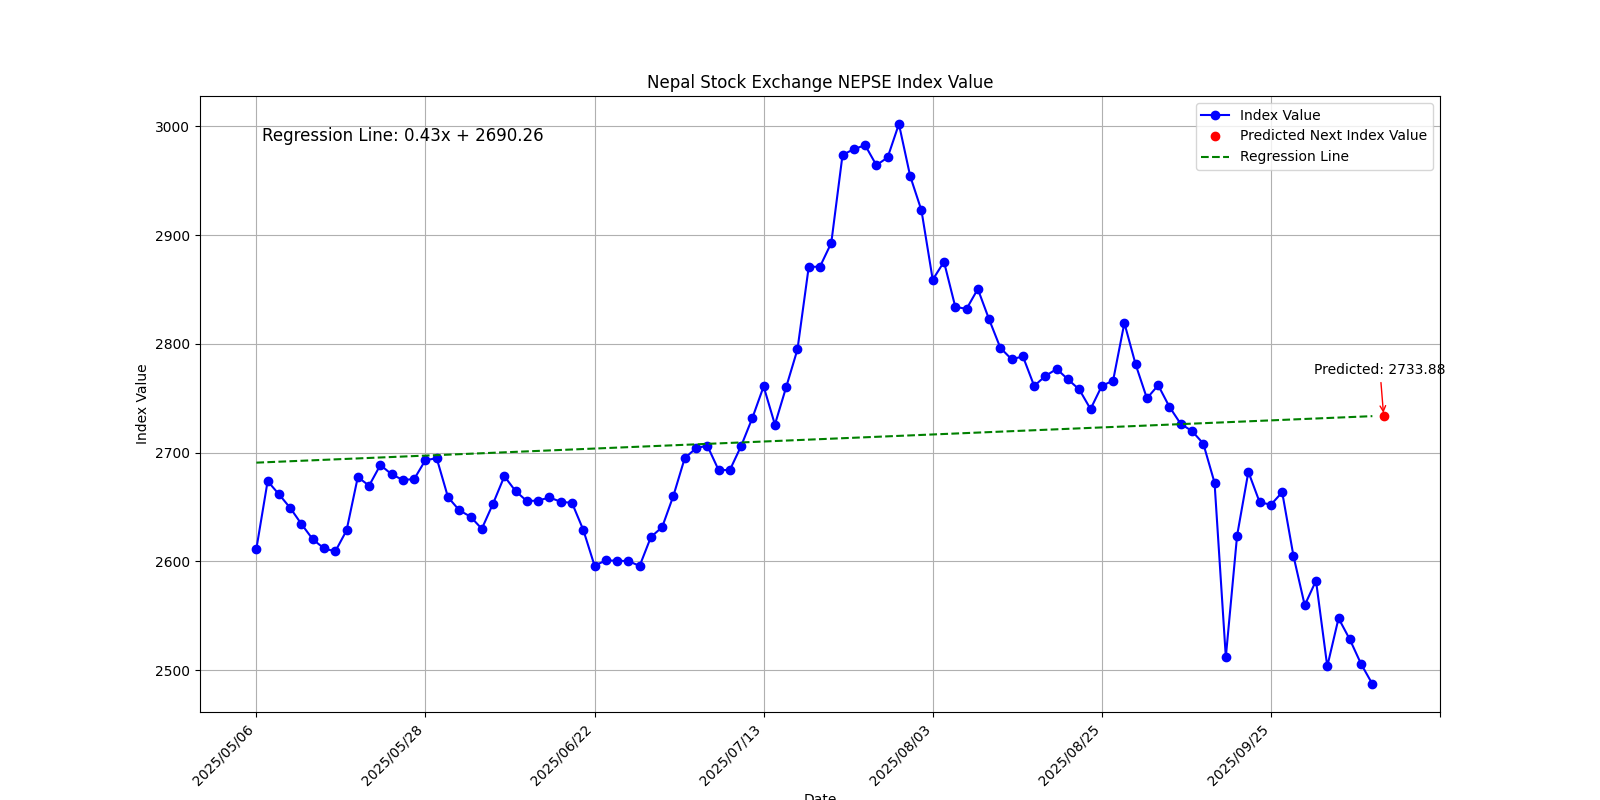 Nepal Stock Exchange NEPSE Index Value
Regression Line: 0.43x + 2690.26
Index Value
Predicted Next Index Value
Regression Line
3000
2900
2800
2700
2600
2500
Index Value
Predicted: 2733.88
2025/05/06
2025/05/28
2025/06/22
2025/07/13
2025/08/03
2025/08/25
2025/09/25
Date